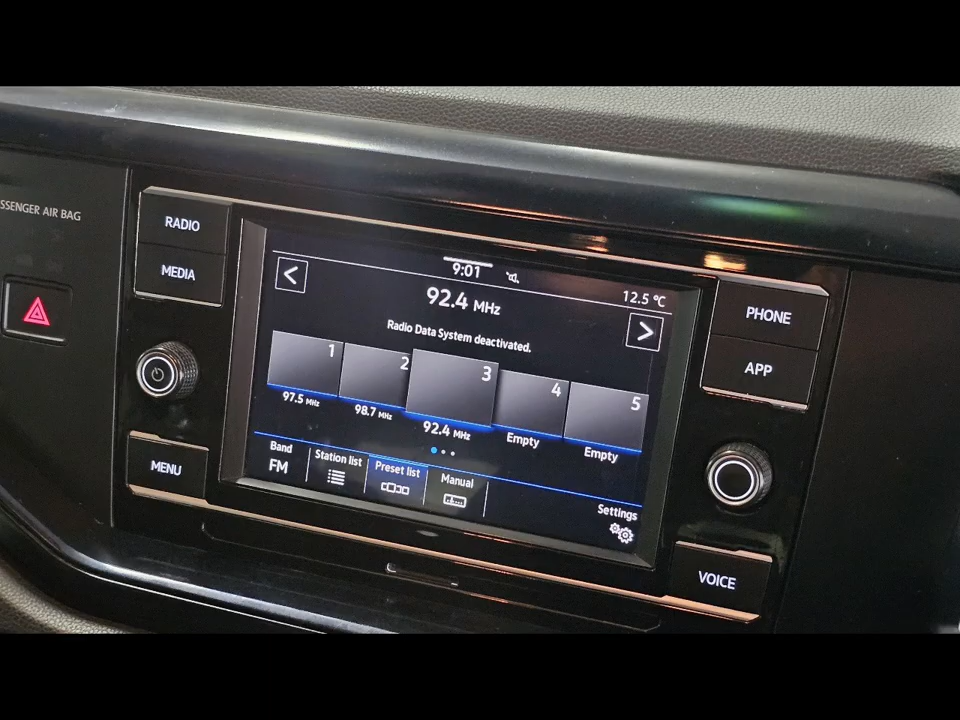 SSENGER AIR BAG
RADIO
MEDIA
MENU
9:01
12.5 °C
92.4 MHz
Radio Data System deactivated.
1
2
3
4
5
97.5 MHz
98.7 MHz
92.4 MHz
Empty
Empty
Band
FM
Station list
Preset list
Manual
Settings
PHONE
APP
VOICE